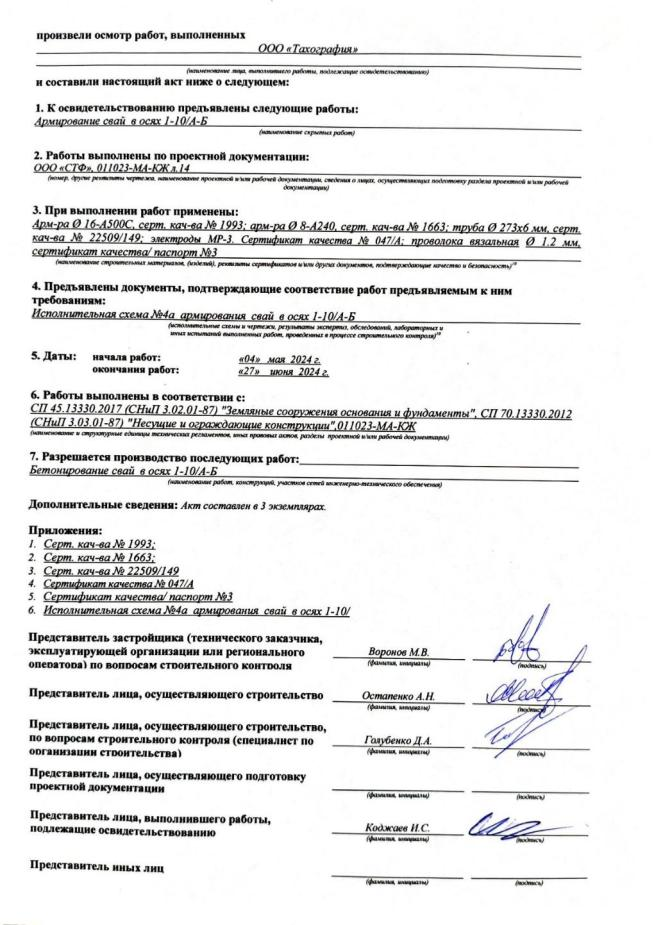 произвели осмотр работ, выполненных
ООО «Тахография»
(наименование лица, выполнившего работы, подлежащие освидетельствованию)
и составили настоящий акт ниже о следующем:
1. К освидетельствованию предъявлены следующие работы:
Армирование свай в осях 1-10/А-Б
(наименование скрытых работ)
2. Работы выполнены по проектной документации:
ООО «СТФ», 011023-МА-КЖ л.14
(номер, другие реквизиты чертежа, наименование проектной и/или рабочей документации, сведения о лицах, осуществляющих подготовку раздела проектной и/или рабочей
документации)
3. При выполнении работ применены:
Арм-ра Ø 16-А500С, серт. кач-ва № 1993; арм-ра Ø 8-А240, серт. кач-ва № 1663; труба Ø 273х6 мм, серт.
кач-ва № 22509/149; электроды МР-3. Сертификат качества № 047/А; проволока вязальная Ø 1.2 мм,
сертификат качества/ паспорт №3
(наименование строительных материалов, (изделий), реквизиты сертификатов и/или других документов, подтверждающие качество и безопасность)
4. Предъявлены документы, подтверждающие соответствие работ предъявляемым к ним
требованиям:
Исполнительная схема №4а армирования свай в осях 1-10/А-Б
(исполнительные схемы и чертежи, результаты экспертиз, обследований, лабораторных и
иных испытаний выполненных работ, проведенных в процессе строительного контроля)
5. Даты: начала работ: «04» мая 2024 г.
окончания работ: «27» июня 2024 г.
6. Работы выполнены в соответствии с:
СП 45.13330.2017 (СНиП 3.02.01-87) "Земляные сооружения основания и фундаменты", СП 70.13330.2012
(СНиП 3.03.01-87) "Несущие и ограждающие конструкции",011023-МА-КЖ
(наименование и структурные единицы технических регламентов, иных правовых актов, разделы проектной и/или рабочей документации)
7. Разрешается производство последующих работ:
Бетонирование свай в осях 1-10/А-Б
(наименование работ, конструкций, участков сетей инженерно-технического обеспечения)
Дополнительные сведения: Акт составлен в 3 экземплярах.
Приложения:
1. Серт. кач-ва № 1993;
2. Серт. кач-ва № 1663;
3. Серт. кач-ва № 22509/149
4. Сертификат качества № 047/А
5. Сертификат качества/ паспорт №3
6. Исполнительная схема №4а армирования свай в осях 1-10/
Представитель застройщика (технического заказчика,
эксплуатирующей организации или регионального
оператора) по вопросам строительного контроля
Воронов М.В.
(фамилия, инициалы) (подпись)
Представитель лица, осуществляющего строительство
Остапенко А.Н.
(фамилия, инициалы) (подпись)
Представитель лица, осуществляющего строительство,
по вопросам строительного контроля (специалист по
организации строительства)
Голубенко Д.А.
(фамилия, инициалы) (подпись)
Представитель лица, осуществляющего подготовку
проектной документации
(фамилия, инициалы) (подпись)
Представитель лица, выполнившего работы,
подлежащие освидетельствованию
Коджаев И.С.
(фамилия, инициалы) (подпись)
Представитель иных лиц
(фамилия, инициалы) (подпись)